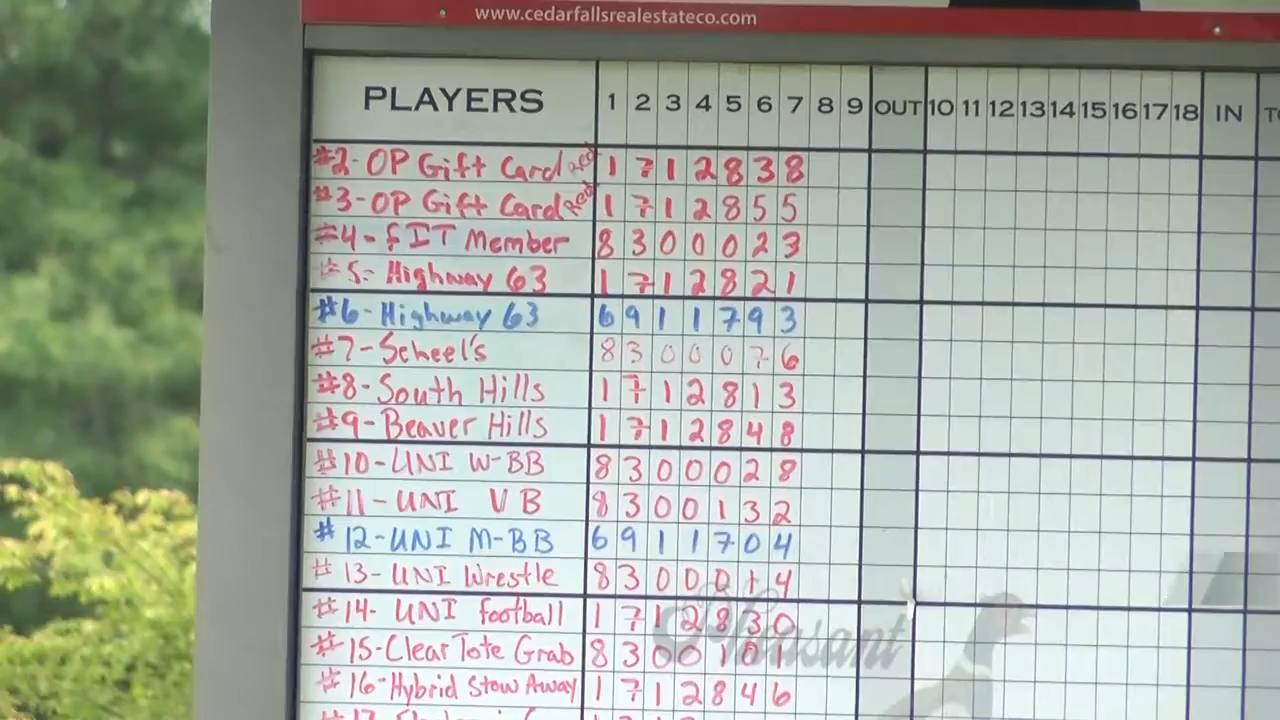 www.cedarfallsrealestateco.com
PLAYERS 1 2 3 4 5 6 7 8 9 OUT 10 11 12 13 14 15 16 17 18 IN
#2-OP Gift Card Red 1 7 1 2 8 3 8
#3-OP Gift Card Red 1 7 1 2 8 5 5
#4-FIT Member 8 3 0 0 0 2 3
#5-Highway 63 1 7 1 2 8 2 1
#6-Highway 63 6 9 1 1 7 9 3
#7-Scheel's 8 3 0 0 0 7 6
#8-South Hills 1 7 1 2 8 1 3
#9-Beaver Hills 1 7 1 2 8 4 8
#10-UNI W-BB 8 3 0 0 0 2 8
#11-UNI VB 8 3 0 0 1 3 2
#12-UNI M-BB 6 9 1 1 7 0 4
#13-UNI Wrestle 8 3 0 0 0 1 4
#14-UNI football 1 7 1 2 8 3 0
#15-Clear Tote Grab 8 3 0 0 1 0 1
#16-Hybrid Stow Away 1 7 1 2 8 4 6
Pheasant